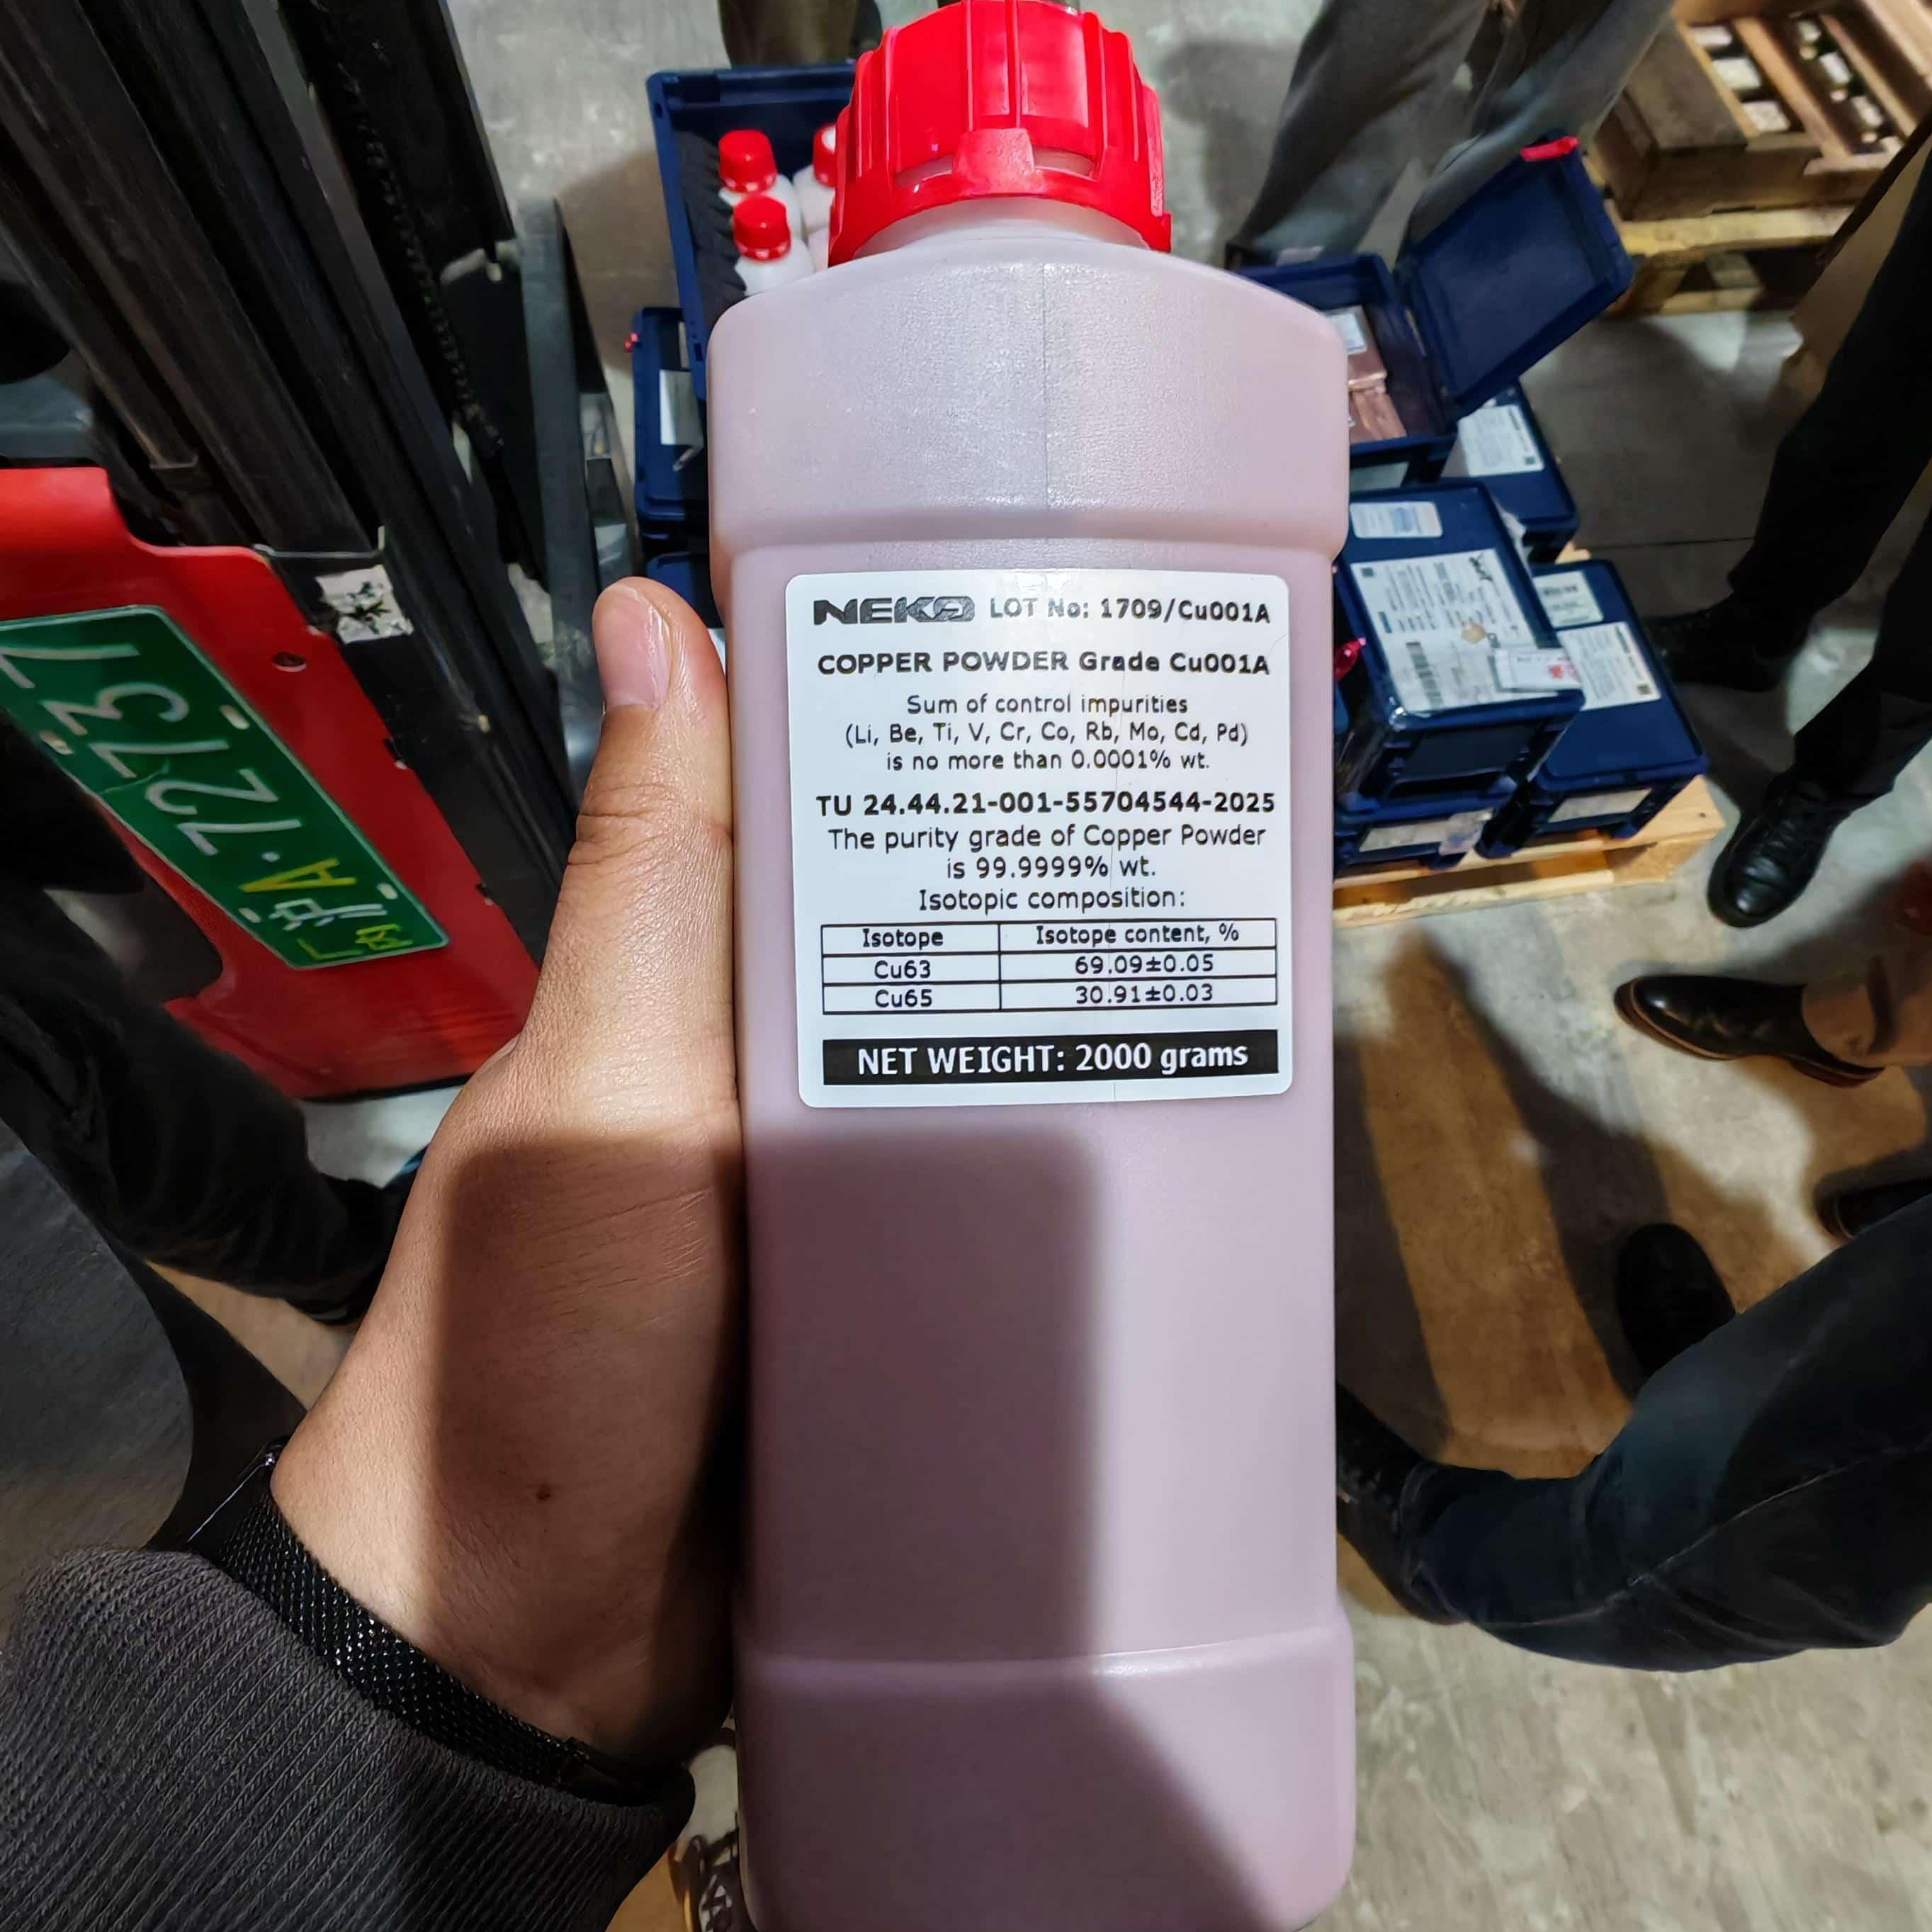 NEKO LOT No: 1709/Cu001A
COPPER POWDER Grade Cu001A
Sum of control impurities
(Li, Be, Ti, V, Cr, Co, Rb, Mo, Cd, Pd)
is no more than 0.0001% wt.
TU 24.44.21-001-55704544-2025
The purity grade of Copper Powder
is 99.9999% wt.
Isotopic composition:
Isotope Isotope content, %
Cu63 69.09±0.05
Cu65 30.91±0.03
NET WEIGHT: 2000 grams